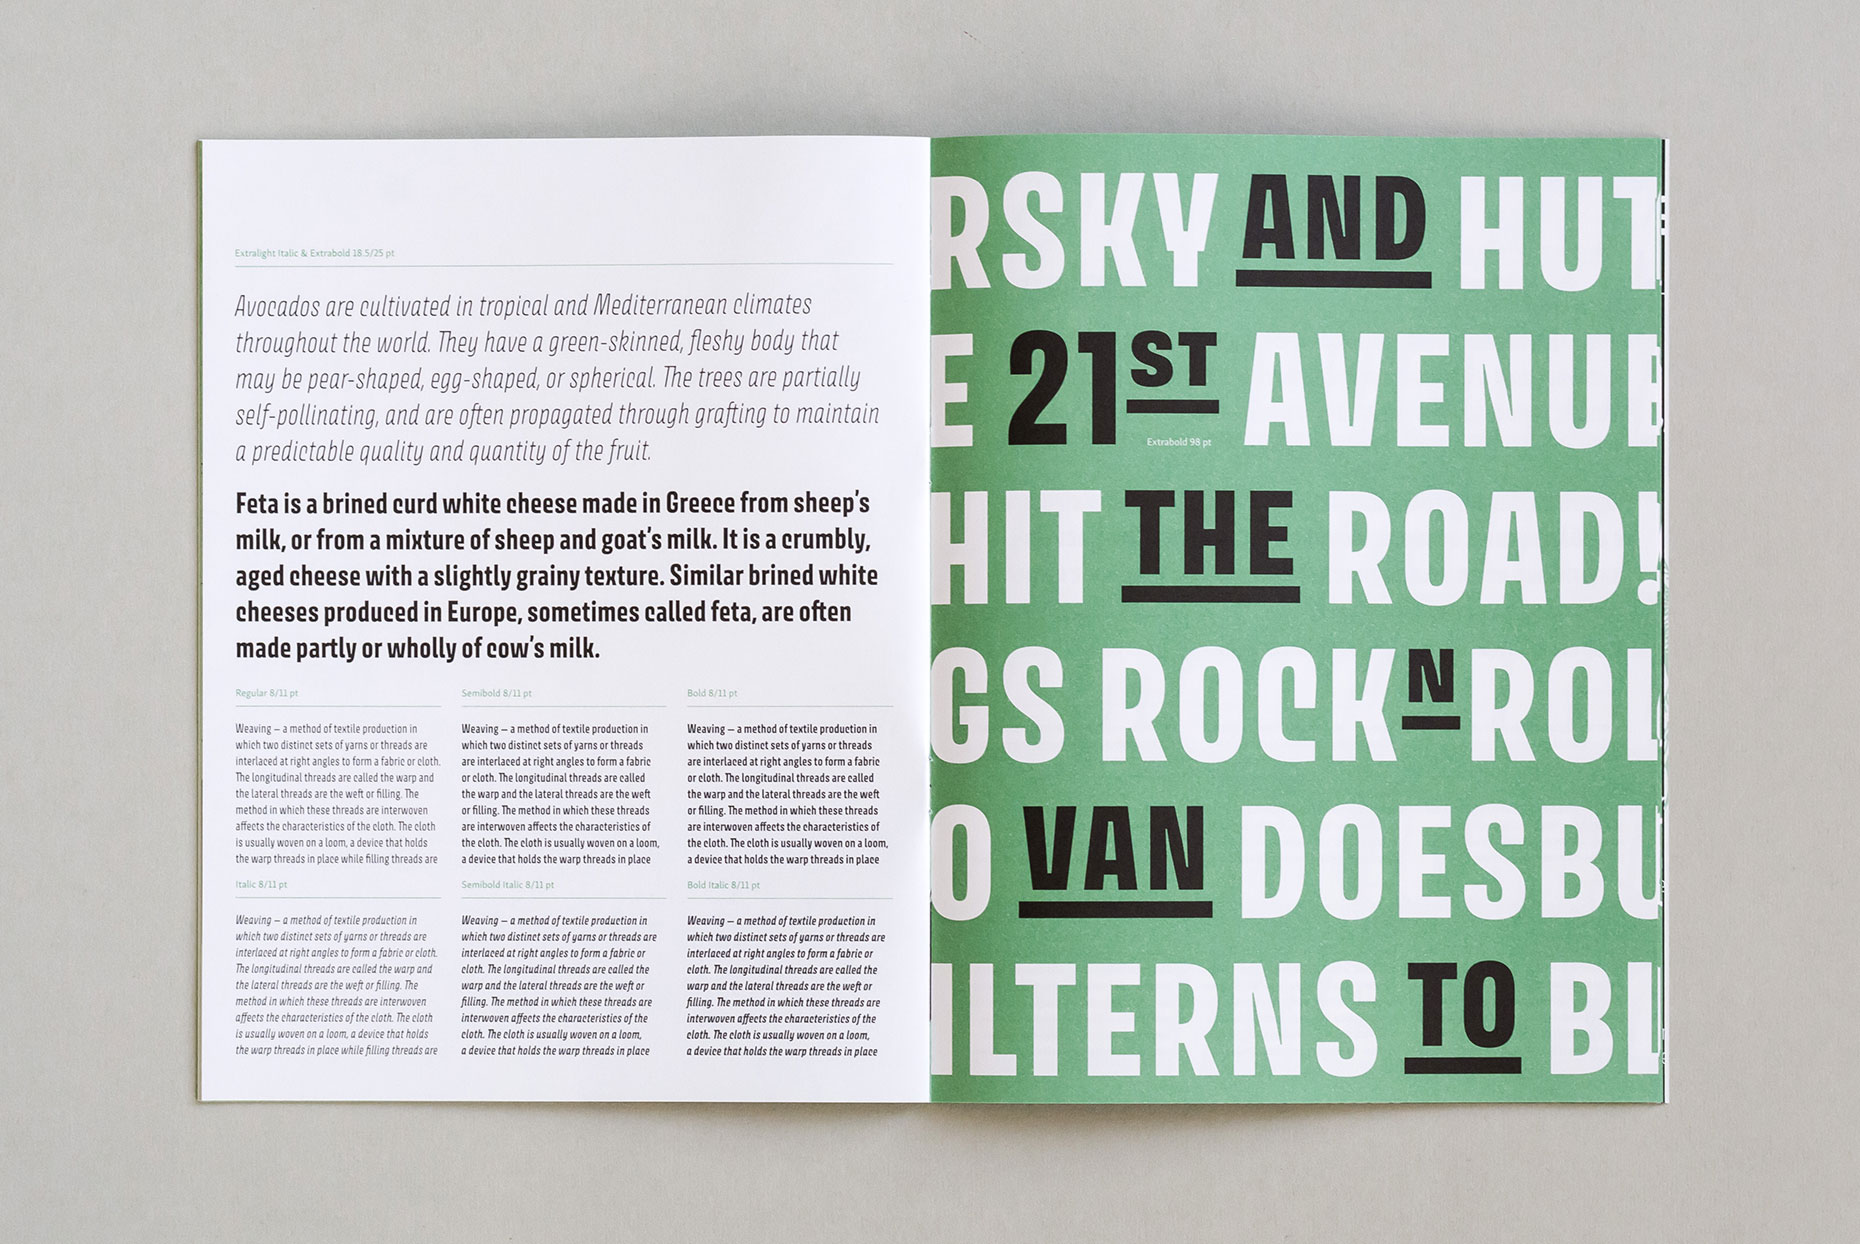 Extralight Italic & Extrabold 18.5/25 pt
Avocados are cultivated in tropical and Mediterranean climates
throughout the world. They have a green-skinned, fleshy body that
may be pear-shaped, egg-shaped, or spherical. The trees are partially
self-pollinating, and are often propagated through grafting to maintain
a predictable quality and quantity of the fruit.
Feta is a brined curd white cheese made in Greece from sheep's
milk, or from a mixture of sheep and goat's milk. It is a crumbly,
aged cheese with a slightly grainy texture. Similar brined white
cheeses produced in Europe, sometimes called feta, are often
made partly or wholly of cow's milk.
Regular 8/11 pt
Weaving – a method of textile production in
which two distinct sets of yarns or threads are
interlaced at right angles to form a fabric or cloth.
The longitudinal threads are called the warp and
the lateral threads are the weft or filling. The
method in which these threads are interwoven
affects the characteristics of the cloth. The cloth
is usually woven on a loom, a device that holds
the warp threads in place while filling threads are
Semibold 8/11 pt
Weaving – a method of textile production in
which two distinct sets of yarns or threads
are interlaced at right angles to form a fabric
or cloth. The longitudinal threads are called
the warp and the lateral threads are the weft
or filling. The method in which these threads
are interwoven affects the characteristics of
the cloth. The cloth is usually woven on a loom,
a device that holds the warp threads in place
Bold 8/11 pt
Weaving – a method of textile production in
which two distinct sets of yarns or threads
are interlaced at right angles to form a fabric
or cloth. The longitudinal threads are called
the warp and the lateral threads are the weft
or filling. The method in which these threads
are interwoven affects the characteristics of
the cloth. The cloth is usually woven on a loom,
a device that holds the warp threads in place
Italic 8/11 pt
Weaving – a method of textile production in
which two distinct sets of yarns or threads are
interlaced at right angles to form a fabric or cloth.
The longitudinal threads are called the warp and
the lateral threads are the weft or filling. The
method in which these threads are interwoven
affects the characteristics of the cloth. The cloth
is usually woven on a loom, a device that holds
the warp threads in place while filling threads are
Semibold Italic 8/11 pt
Weaving – a method of textile production in
which two distinct sets of yarns or threads are
interlaced at right angles to form a fabric or
cloth. The longitudinal threads are called the
warp and the lateral threads are the weft or
filling. The method in which these threads are
interwoven affects the characteristics of the
cloth. The cloth is usually woven on a loom,
a device that holds the warp threads in place
Bold Italic 8/11 pt
Weaving – a method of textile production in
which two distinct sets of yarns or threads are
interlaced at right angles to form a fabric or
cloth. The longitudinal threads are called the
warp and the lateral threads are the weft or
filling. The method in which these threads are
interwoven affects the characteristics of the
cloth. The cloth is usually woven on a loom,
a device that holds the warp threads in place
RSKY AND HUT
E 21ST AVENUE
Extrabold 98 pt
HIT THE ROAD!
GS ROCK N ROL
O VAN DOESBU
ILTERNS TO BL